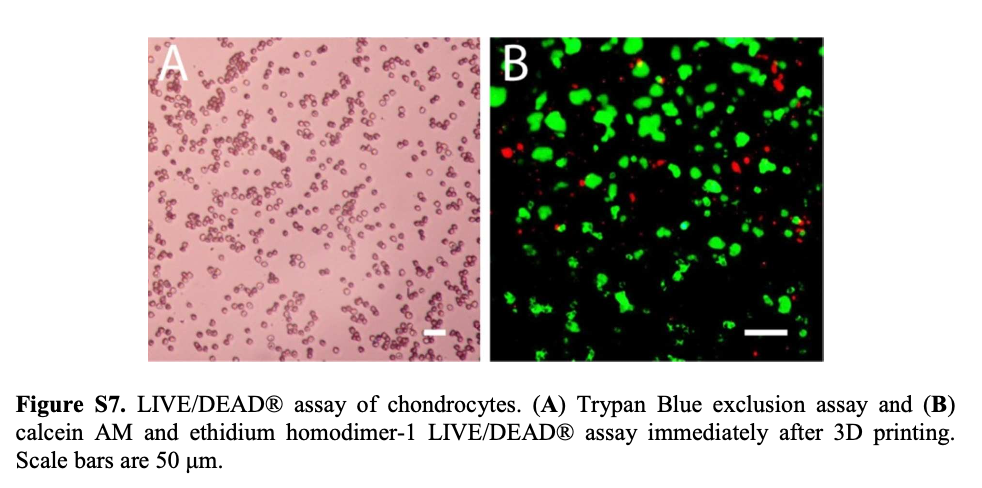 A
B
Figure S7. LIVE/DEAD® assay of chondrocytes. (A) Trypan Blue exclusion assay and (B)
calcein AM and ethidium homodimer-1 LIVE/DEAD® assay immediately after 3D printing.
Scale bars are 50 μm.